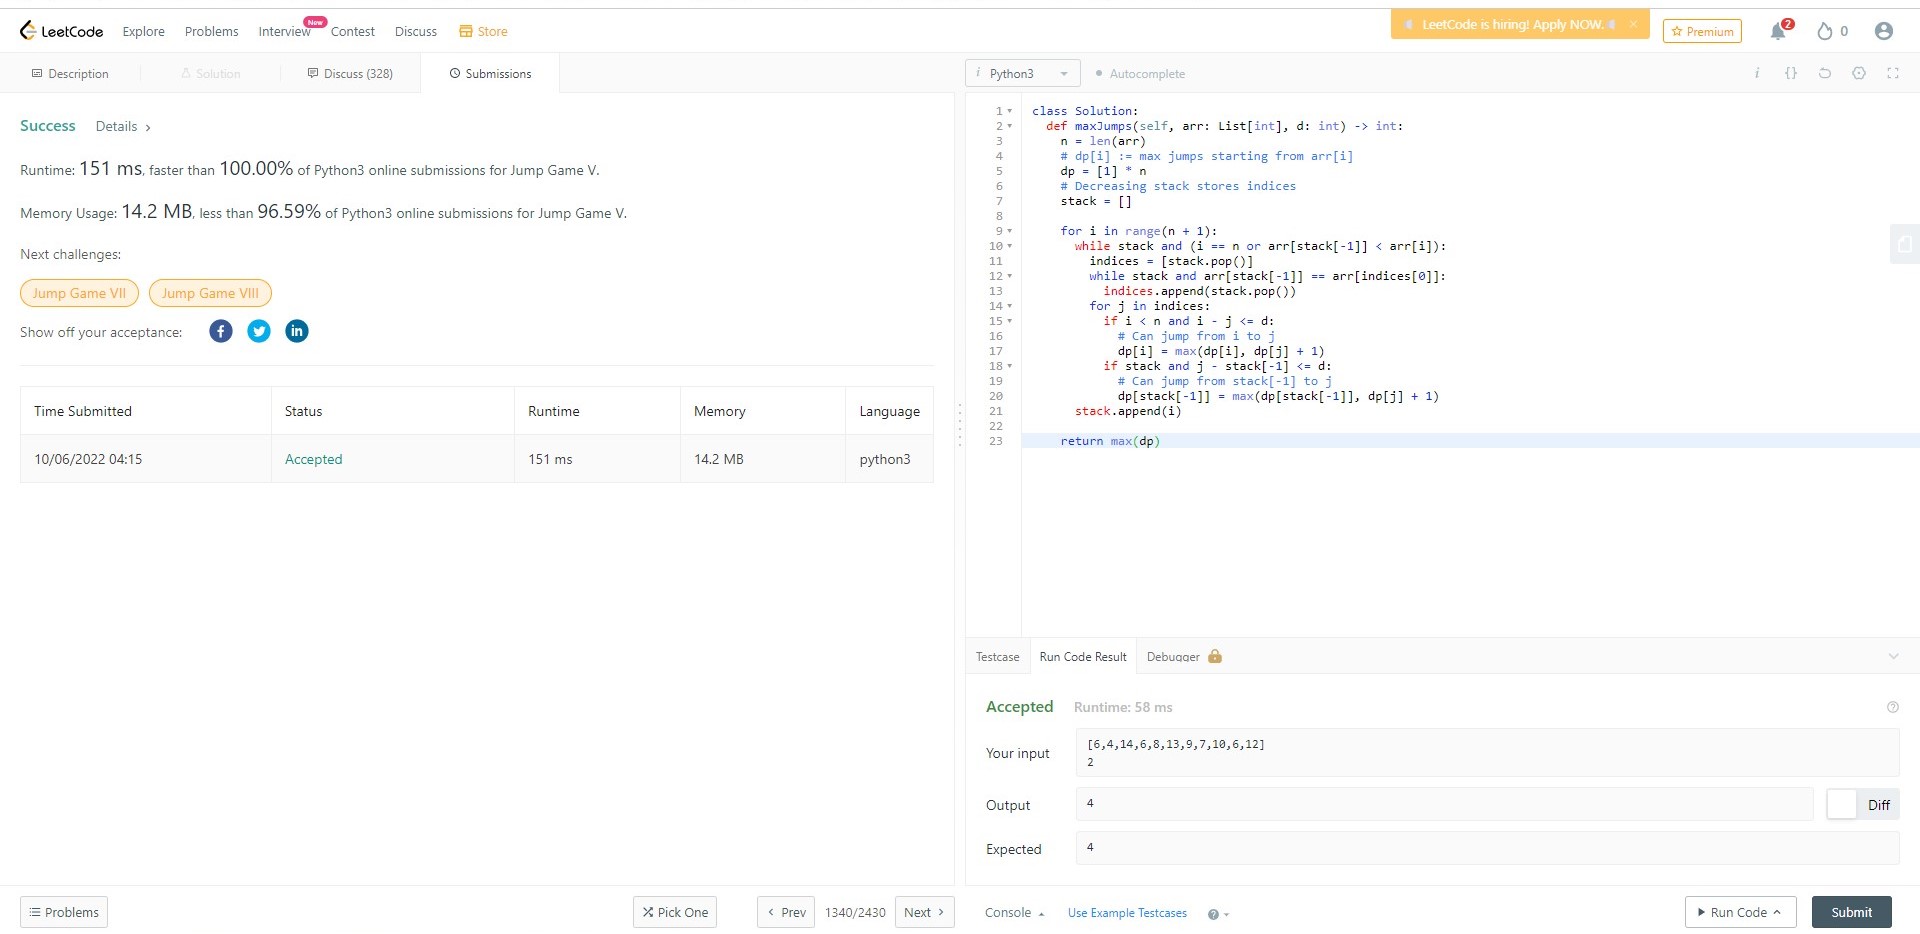 LeetCode
Explore
Problems
Interview
New
Contest
Discuss
Store
LeetCode is hiring! Apply NOW.
Premium
2
0
Description
Solution
Discuss (328)
Submissions
Python3
Autocomplete
Success
Details
Runtime: 151 ms, faster than 100.00% of Python3 online submissions for Jump Game V.
Memory Usage: 14.2 MB, less than 96.59% of Python3 online submissions for Jump Game V.
Next challenges:
Jump Game VII
Jump Game VIII
Show off your acceptance:
Time Submitted Status Runtime Memory Language
10/06/2022 04:15 Accepted 151 ms 14.2 MB python3
Problems
Pick One
Prev
1340/2430
Next
1 class Solution:
2 def maxJumps(self, arr: List[int], d: int) -> int:
3 n = len(arr)
4 # dp[i] := max jumps starting from arr[i]
5 dp = [1] * n
6 # Decreasing stack stores indices
7 stack = []
8
9 for i in range(n + 1):
10 while stack and (i == n or arr[stack[-1]] < arr[i]):
11 indices = [stack.pop()]
12 while stack and arr[stack[-1]] == arr[indices[0]]:
13 indices.append(stack.pop())
14 for j in indices:
15 if i < n and i - j <= d:
16 # Can jump from i to j
17 dp[i] = max(dp[i], dp[j] + 1)
18 if stack and j - stack[-1] <= d:
19 # Can jump from stack[-1] to j
20 dp[stack[-1]] = max(dp[stack[-1]], dp[j] + 1)
21 stack.append(i)
22
23 return max(dp)
Testcase
Run Code Result
Debugger
Accepted
Runtime: 58 ms
Your input
[6,4,14,6,8,13,9,7,10,6,12]
2
Output
4
Diff
Expected
4
Console
Use Example Testcases
Run Code
Submit